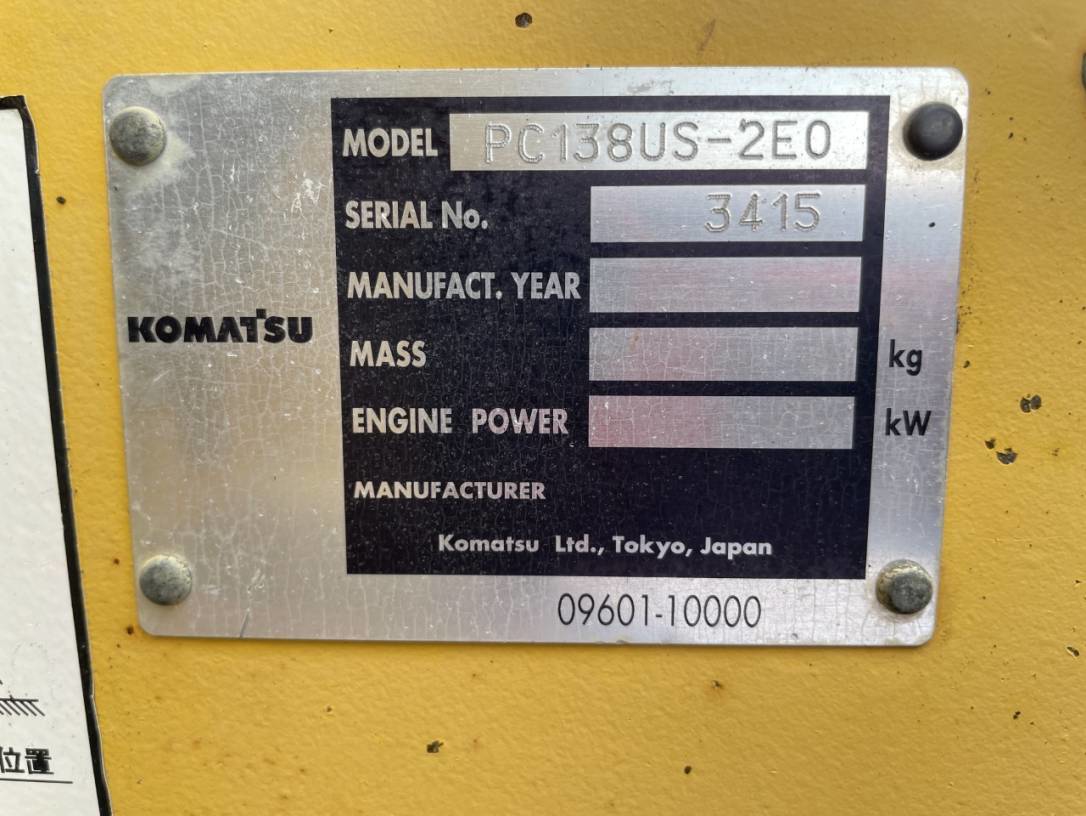 MODEL PC138US-2E0
SERIAL No. 3415
MANUFACT. YEAR
KOMATSU
MASS kg
ENGINE POWER kW
MANUFACTURER
Komatsu Ltd., Tokyo, Japan
09601-10000
位置